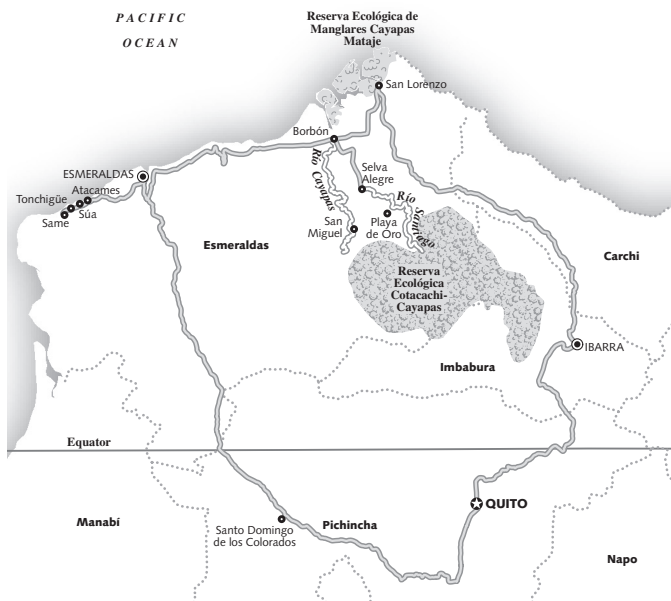 PACIFIC
OCEAN
Reserva Ecológica de
Manglares Cayapas
Mataje
San Lorenzo
Borbón
ESMERALDAS
Atacames
Tonchigüe
Súa
Same
Río Cayapas
Selva
Alegre
Río Santiago
San
Miguel
Playa
de Oro
Esmeraldas
Carchi
Reserva
Ecológica
Cotacachi-
Cayapas
IBARRA
Imbabura
Equator
QUITO
Manabí
Santo Domingo
de los Colorados
Pichincha
Napo